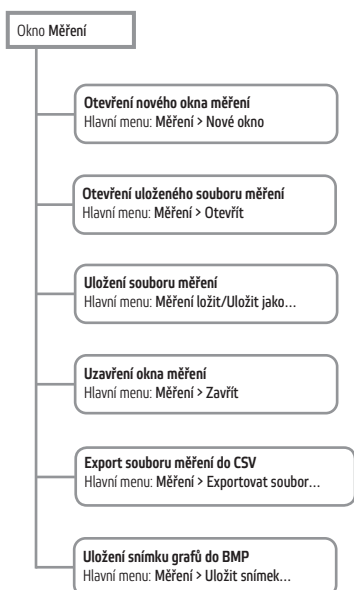 Okno Měření
Otevření nového okna měření
Hlavní menu: Měření > Nové okno
Otevření uloženého souboru měření
Hlavní menu: Měření > Otevřít
Uložení souboru měření
Hlavní menu: Měření ložit/Uložit jako...
Uzavření okna měření
Hlavní menu: Měření > Zavřít
Export souboru měření do CSV
Hlavní menu: Měření > Exportovat soubor...
Uložení snímku grafů do BMP
Hlavní menu: Měření > Uložit snímek...